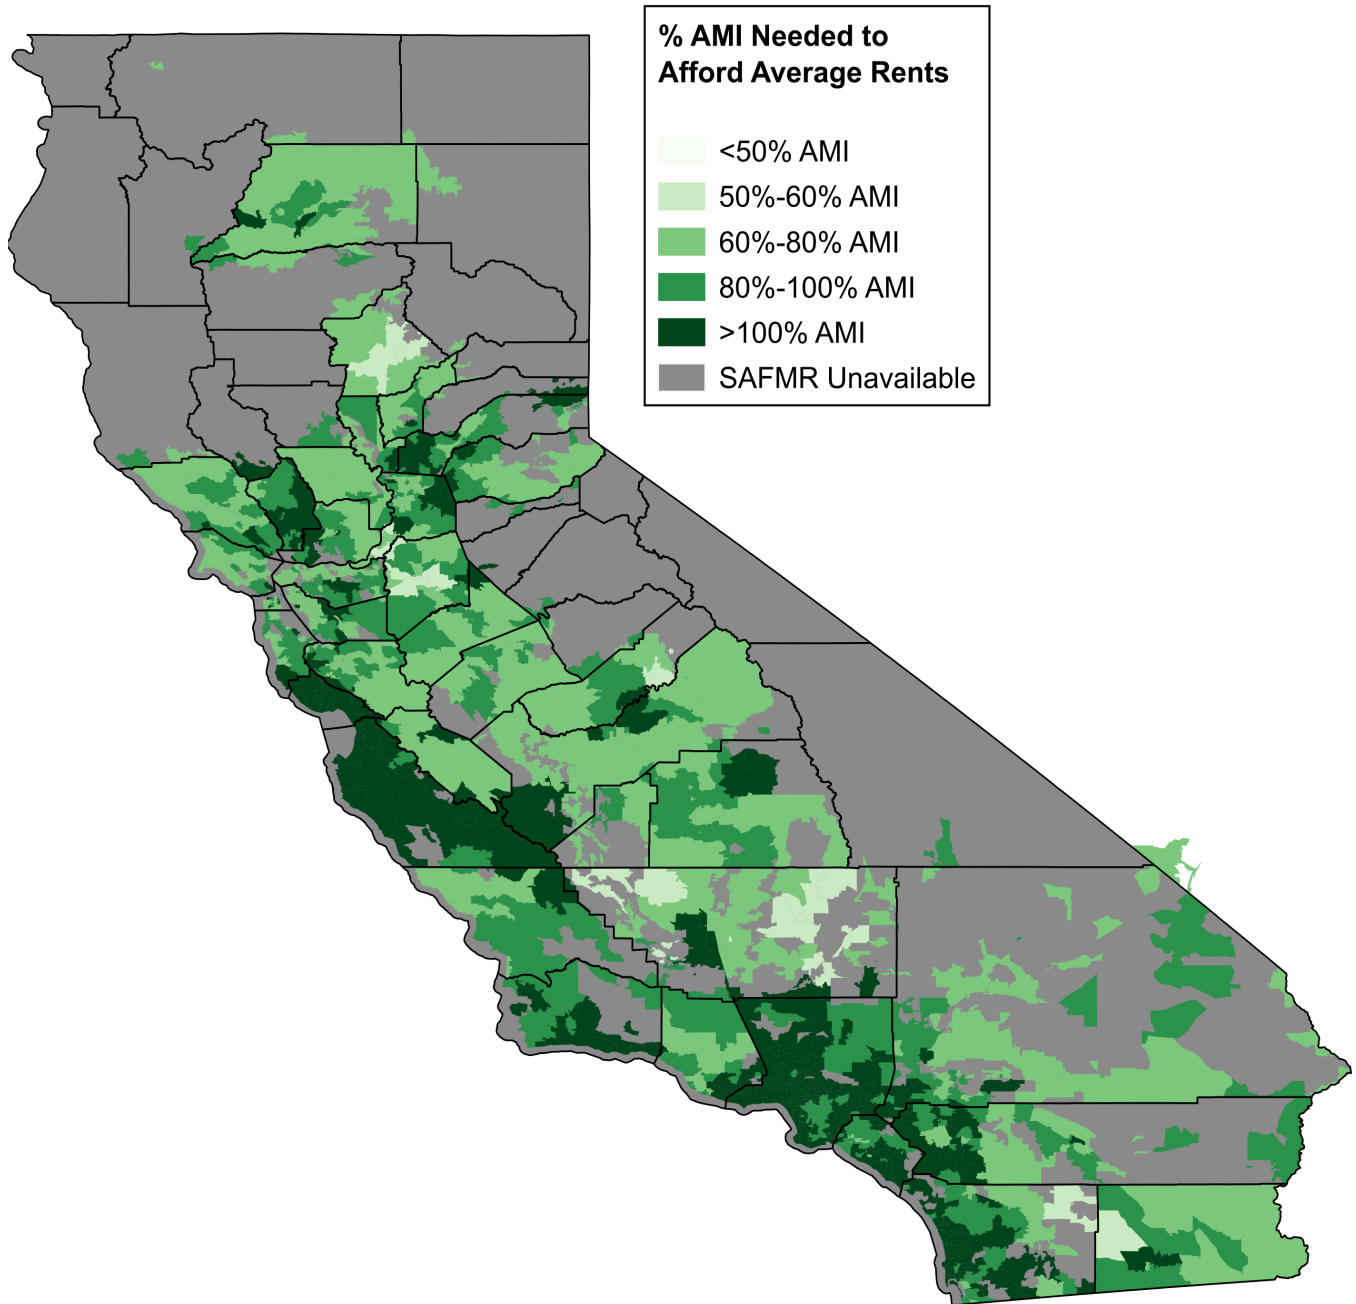 % AMI Needed to
Afford Average Rents
<50% AMI
50%-60% AMI
60%-80% AMI
80%-100% AMI
>100% AMI
SAFMR Unavailable